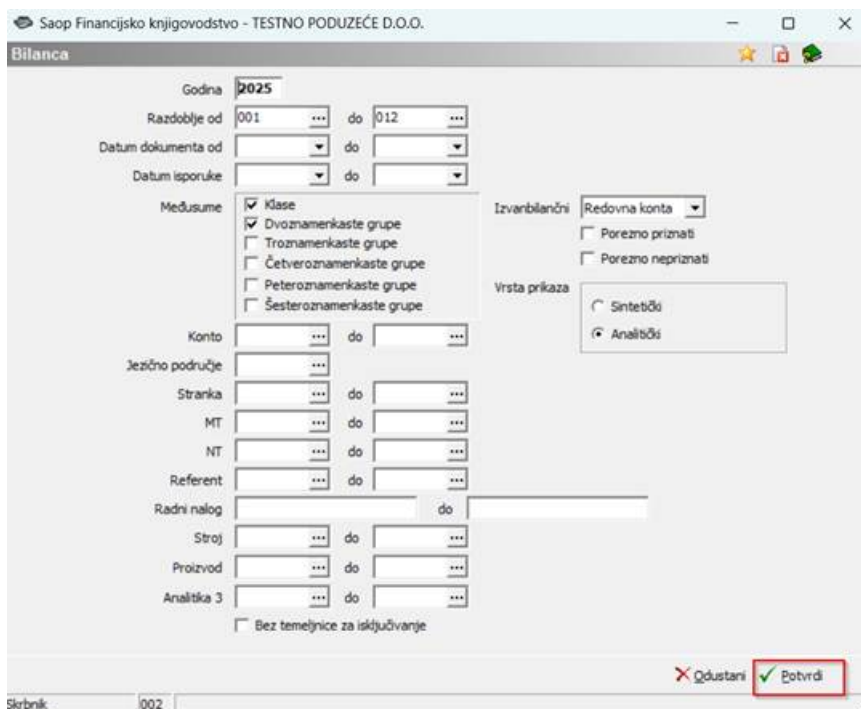 Saop Financijsko knjigovodstvo - TESTNO PODUZEĆE D.O.O.
Bilanca
Godina 2025
Razdoblje od 001 ... do 012 ...
Datum dokumenta od do
Datum isporuke do
Međusume Klase Izvanbilančni Redovna konta
Dvoznamenkaste grupe
Troznamenkaste grupe Porezno priznati
Četveroznamenkaste grupe Porezno nepriznati
Peteroznamenkaste grupe Vrsta prikaza
Šesteroznamenkaste grupe Sintetički
Analitički
Konto ... do ...
Jezično područje ...
Stranka ... do ...
MT ... do ...
NT ... do ...
Referent ... do ...
Radni nalog do
Stroj ... do ...
Proizvod ... do ...
Analitika 3 ... do ...
Bez temeljnice za isključivanje
Odustani Potvrdi
Skrbnik 002